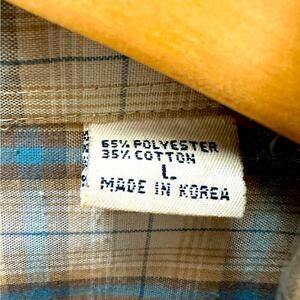 65% POLYESTER
35% COTTON
L
MADE IN KOREA